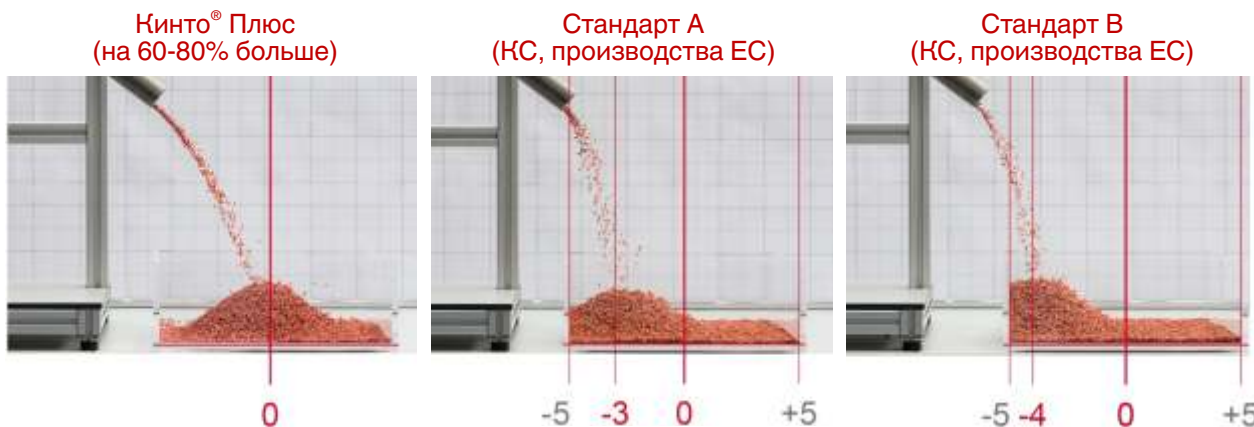 Кинто® Плюс
(на 60-80% больше)
Стандарт А
(КС, производства ЕС)
Стандарт В
(КС, производства ЕС)
0
-5 -3 0 +5
-5 -4 0 +5